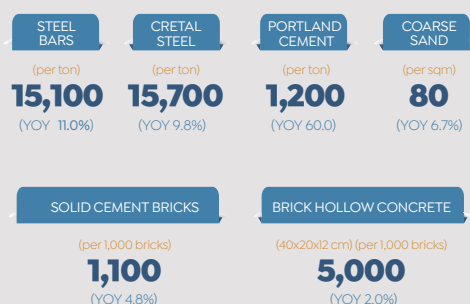 STEEL
BARS
(per ton)
15,100
(YOY 11.0%)
CRETAL
STEEL
(per ton)
15,700
(YOY 9.8%)
PORTLAND
CEMENT
(per ton)
1,200
(YOY 60.0)
COARSE
SAND
(per sqm)
80
(YOY 6.7%)
SOLID CEMENT BRICKS
(per 1,000 bricks)
1,100
(YOY 4.8%)
BRICK HOLLOW CONCRETE
(40x20x12 cm) (per 1,000 bricks)
5,000
(YOY 2.0%)